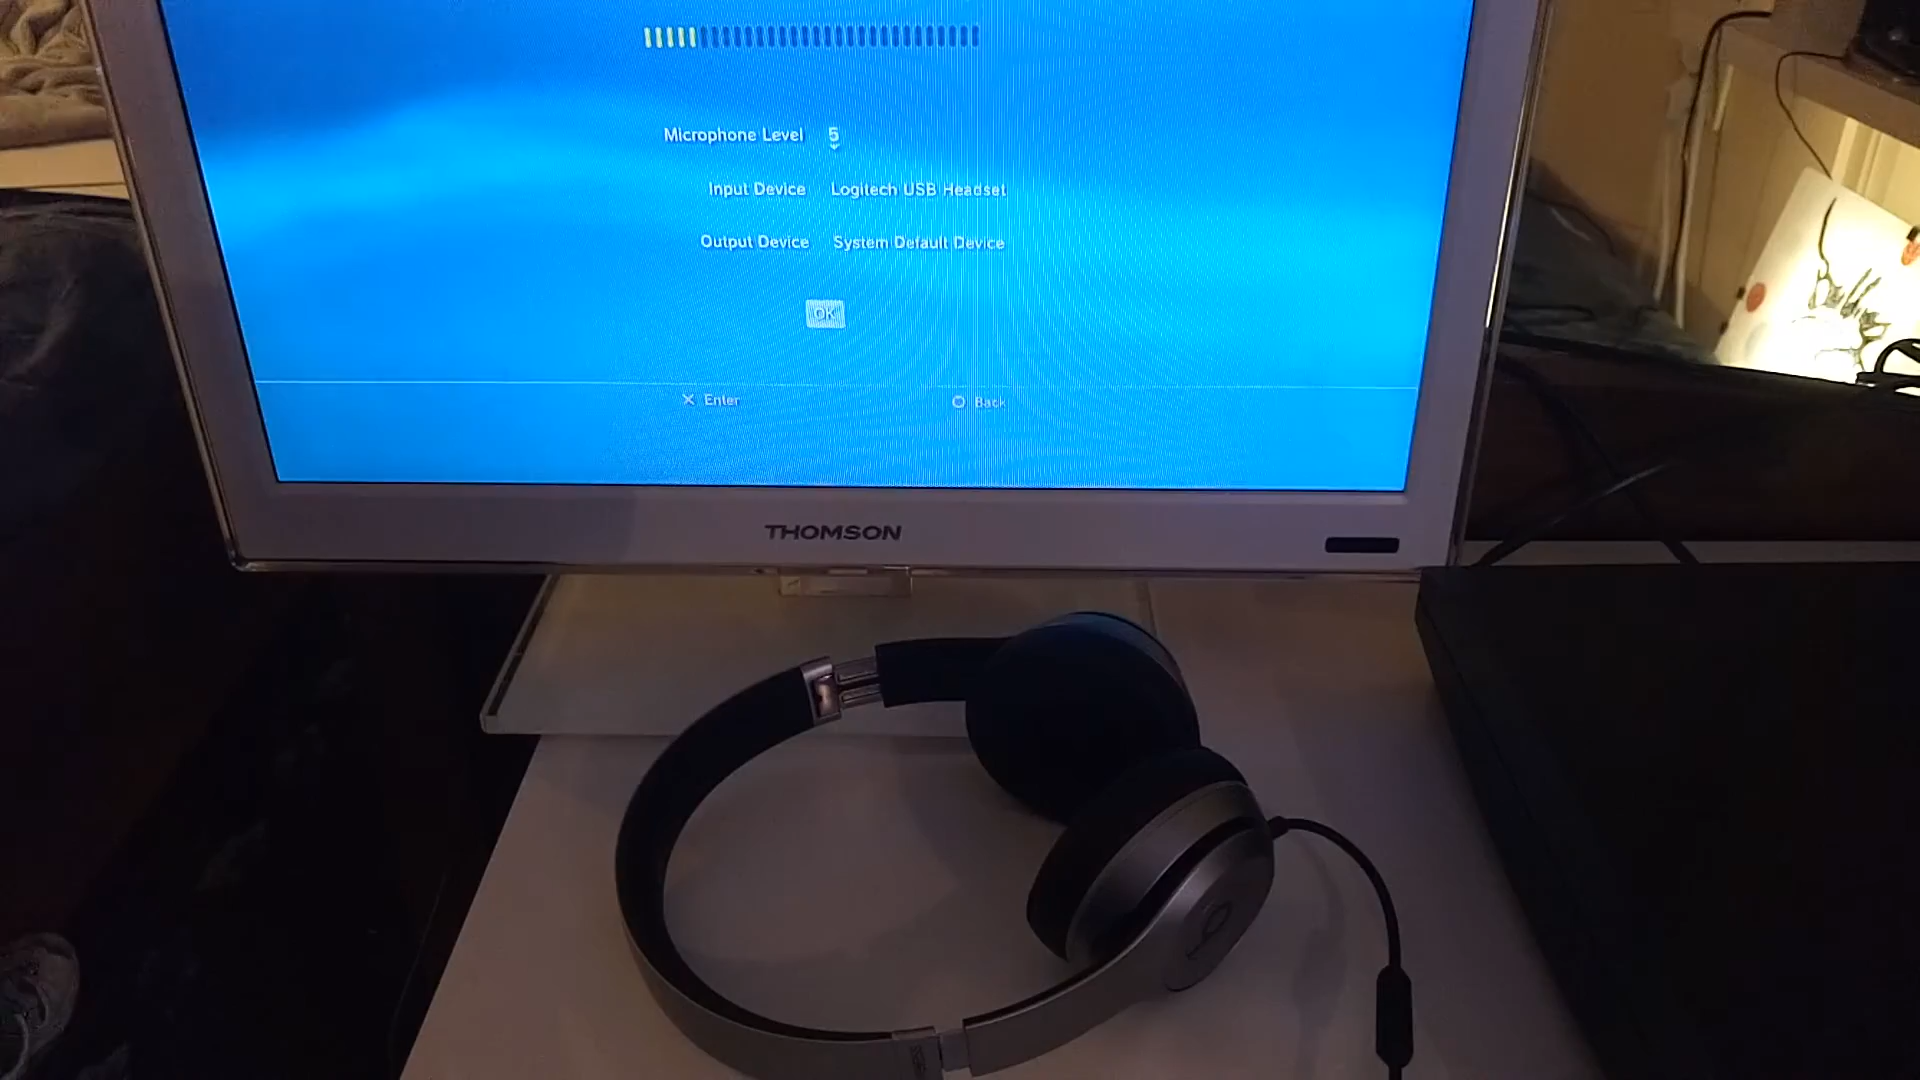 Microphone Level 5
Input Device Logitech USB Headset
Output Device System Default Device
OK
Enter Back
THOMSON